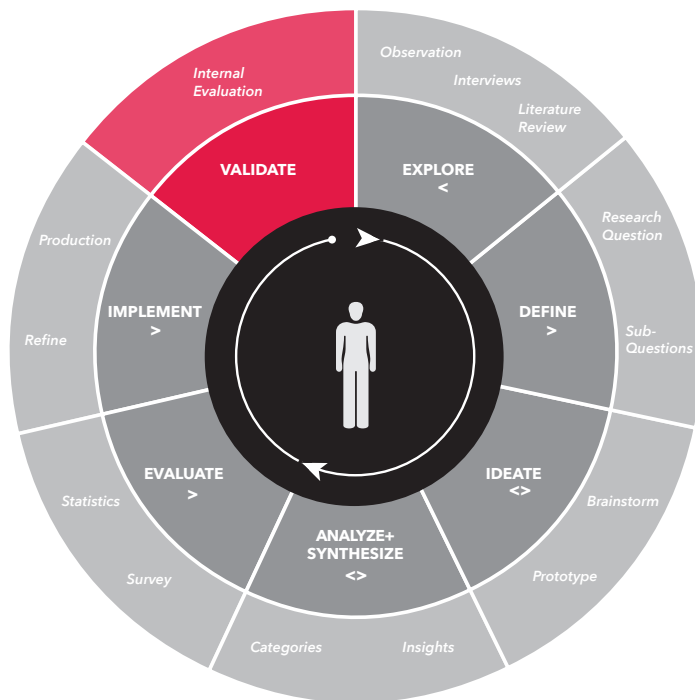 Internal
Evaluation
VALIDATE
Observation
Interviews
Literature
Review
EXPLORE
<
Research
Question
Sub-
Questions
DEFINE
>
IDEATE
<>
Brainstorm
Prototype
ANALYZE+
SYNTHESIZE
<>
Categories
Insights
EVALUATE
>
Statistics
Survey
IMPLEMENT
>
Production
Refine